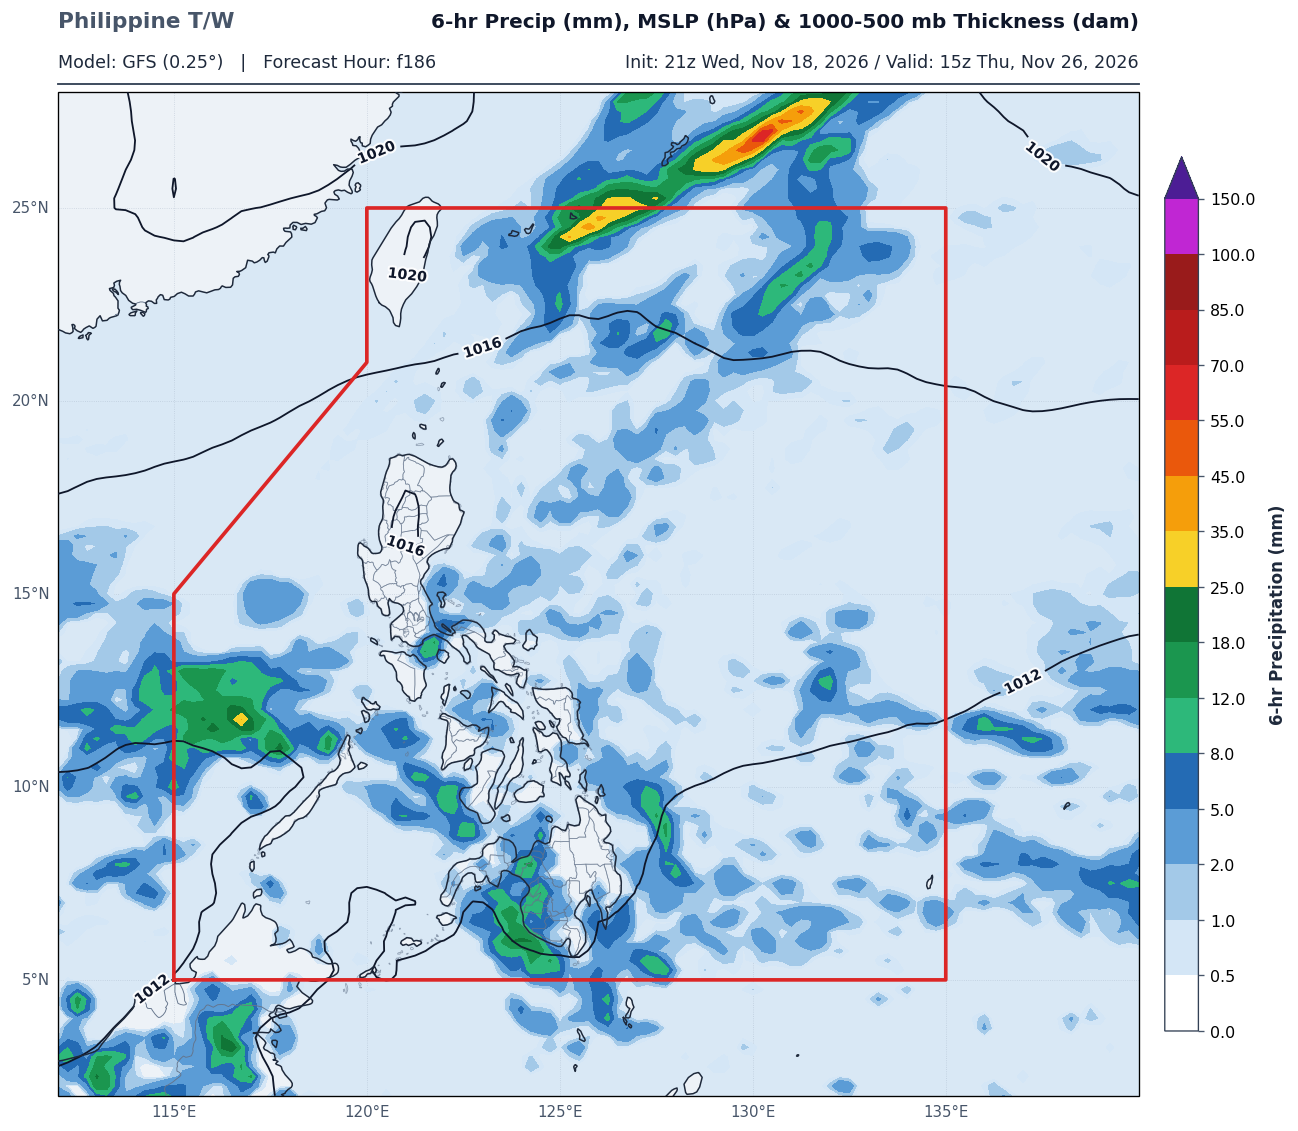 Philippine T/W
6-hr Precip (mm), MSLP (hPa) & 1000-500 mb Thickness (dam)
Model: GFS (0.25°) | Forecast Hour: f186
Init: 21z Wed, Nov 18, 2026 / Valid: 15z Thu, Nov 26, 2026
1020
1020
1020
1016
1016
1012
1012
25°N
20°N
15°N
10°N
5°N
115°E
120°E
125°E
130°E
135°E
150.0
100.0
85.0
70.0
55.0
45.0
35.0
25.0
18.0
12.0
8.0
5.0
2.0
1.0
0.5
0.0
6-hr Precipitation (mm)